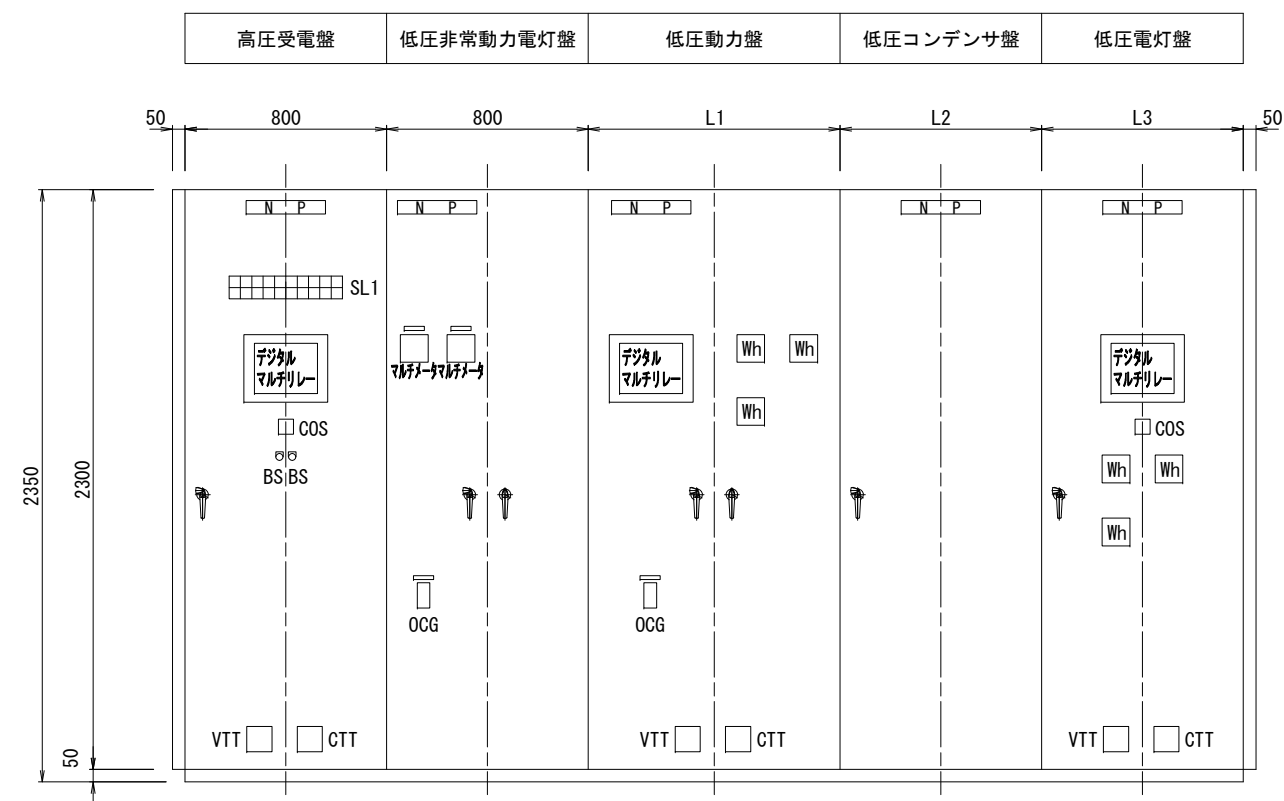 高圧受電盤 低圧非常動力電灯盤 低圧動力盤 低圧コンデンサ盤 低圧電灯盤
50 800 800 L1 L2 L3 50
N P N P N P N P N P
SL1
デジタル
マルチリレー
マルチメータ マルチメータ
デジタル
マルチリレー
Wh Wh
デジタル
マルチリレー
Wh
COS COS
BS BS
Wh Wh
2350 2300
Wh
OCG OCG
VTT CTT VTT CTT VTT CTT
50